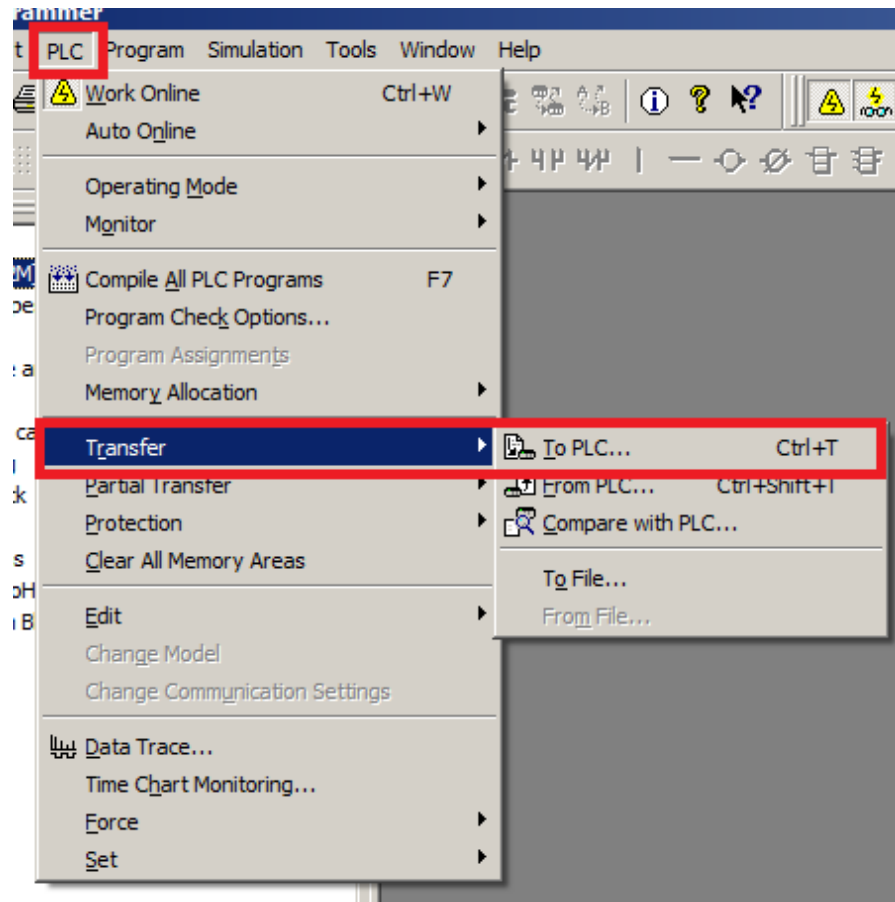 rammer
t PLC Program Simulation Tools Window Help
Work Online Ctrl+W
Auto Online
Operating Mode
Monitor
Compile All PLC Programs F7
Program Check Options...
Program Assignments
Memory Allocation
Transfer
To PLC... Ctrl+T
Partial Transfer
From PLC... Ctrl+Shift+T
Protection
Compare with PLC...
Clear All Memory Areas
To File...
Edit
From File...
Change Model
Change Communication Settings
Data Trace...
Time Chart Monitoring...
Force
Set